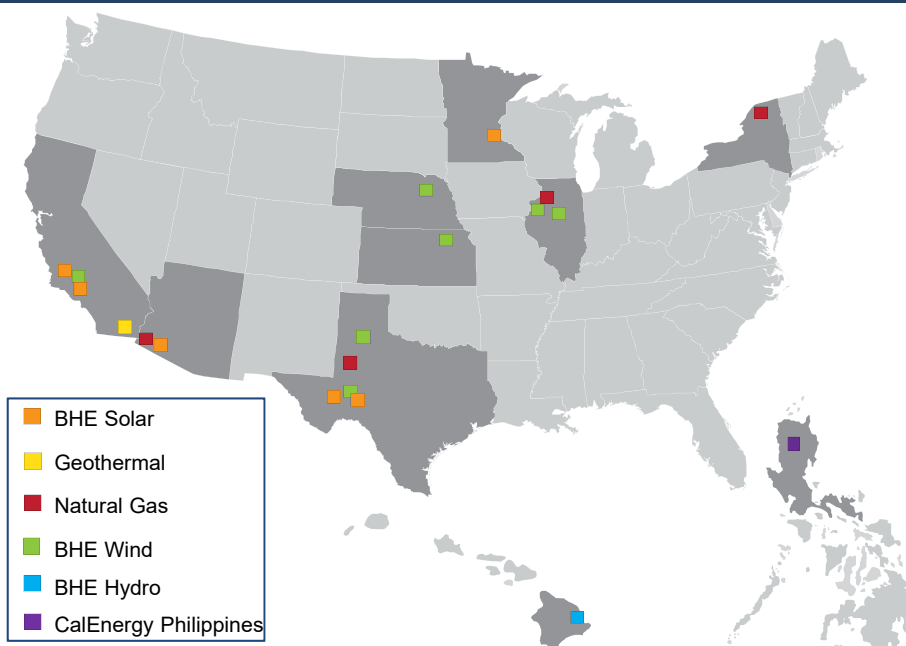 BHE Solar
Geothermal
Natural Gas
BHE Wind
BHE Hydro
CalEnergy Philippines